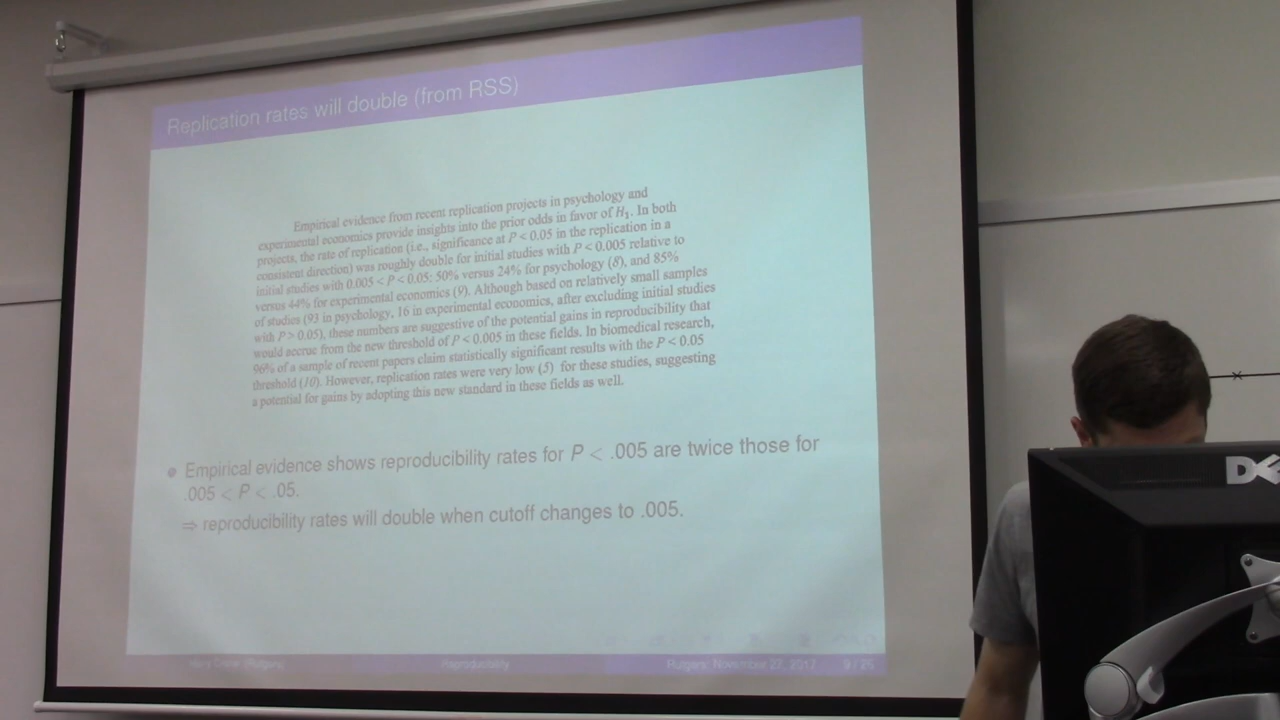 Replication rates will double (from RSS)
Empirical evidence from recent replication projects in psychology and
experimental economics provide insights into the prior odds in favor of H₁. In both
projects, the rate of replication (i.e., significance at P < 0.05 in the replication in a
consistent direction) was roughly double for initial studies with P < 0.005 relative to
initial studies with 0.005 < P < 0.05: 50% versus 24% for psychology (8), and 85%
versus 44% for experimental economics (9). Although based on relatively small samples
of studies (93 in psychology, 16 in experimental economics, after excluding initial studies
with P > 0.05), these numbers are suggestive of the potential gains in reproducibility that
would accrue from the new threshold of P < 0.005 in these fields. In biomedical research,
96% of a sample of recent papers claim statistically significant results with the P < 0.05
threshold (10). However, replication rates were very low (5) for these studies, suggesting
a potential for gains by adopting this new standard in these fields as well.
• Empirical evidence shows reproducibility rates for P < .005 are twice those for
.005 < P < .05.
⇒ reproducibility rates will double when cutoff changes to .005.
(Rutgers) Reproducibility Rutgers: November 27, 2017 9 / 26
DELL